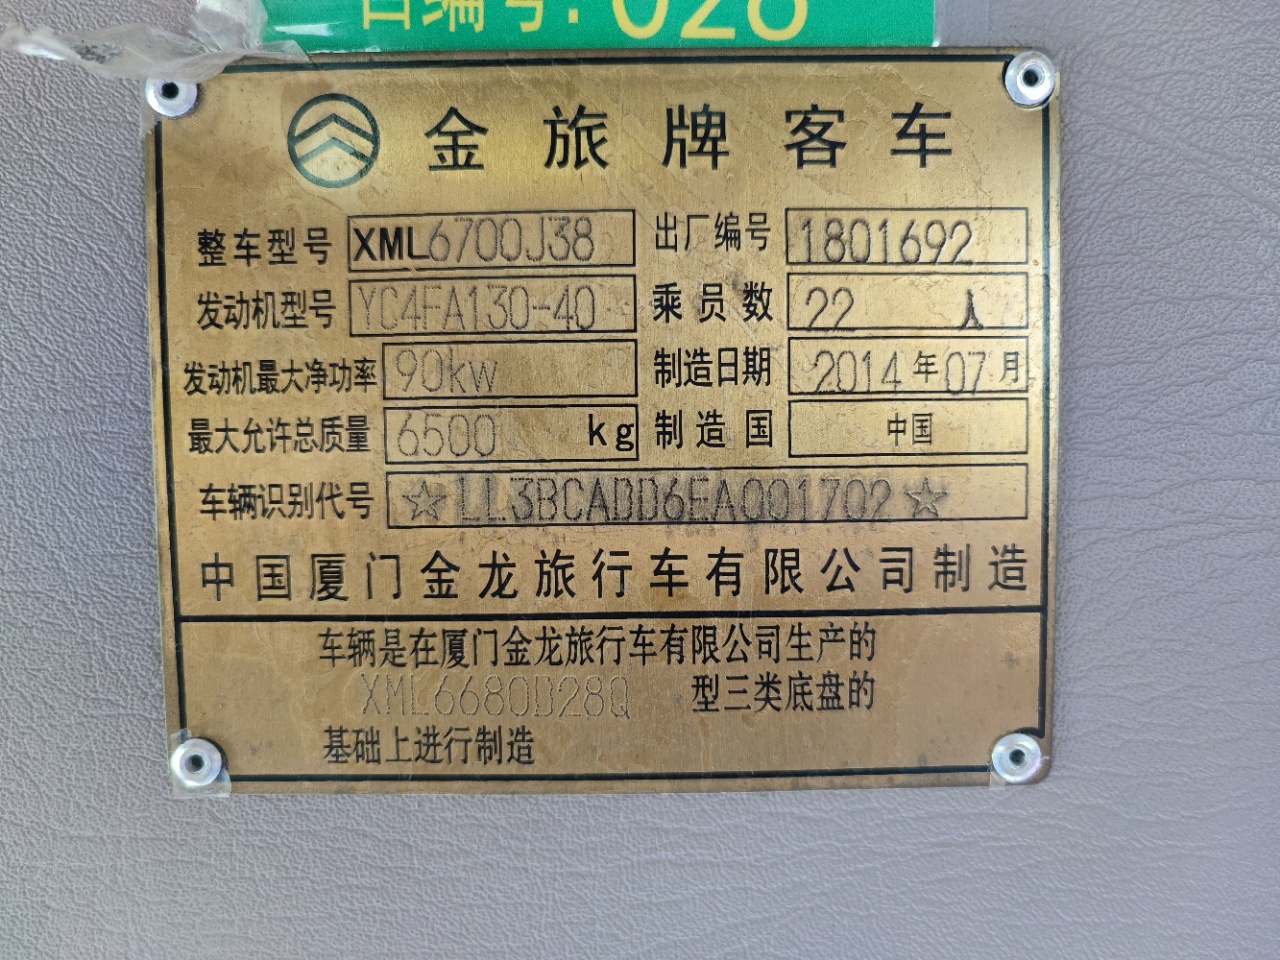 编号: 028
金旅牌客车
整车型号 XML6700J38 出厂编号 1801692
发动机型号 YC4FA130-40 乘员数 22 人
发动机最大净功率 90kw 制造日期 2014年07月
最大允许总质量 6500 kg 制造国 中国
车辆识别代号 ☆LL3BCADD6EA001702☆
中国厦门金龙旅行车有限公司制造
车辆是在厦门金龙旅行车有限公司生产的
XML6680D28Q 型三类底盘的
基础上进行制造